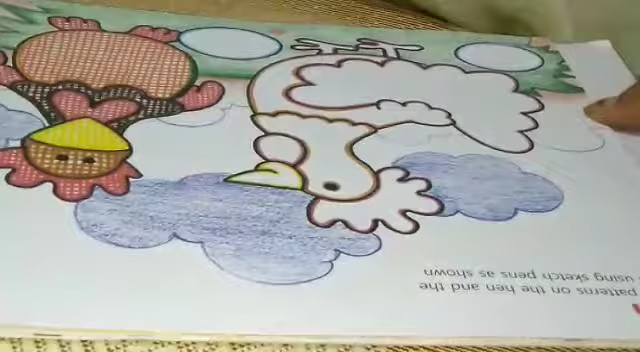 patterns on the hen and the
using sketch pens as shown